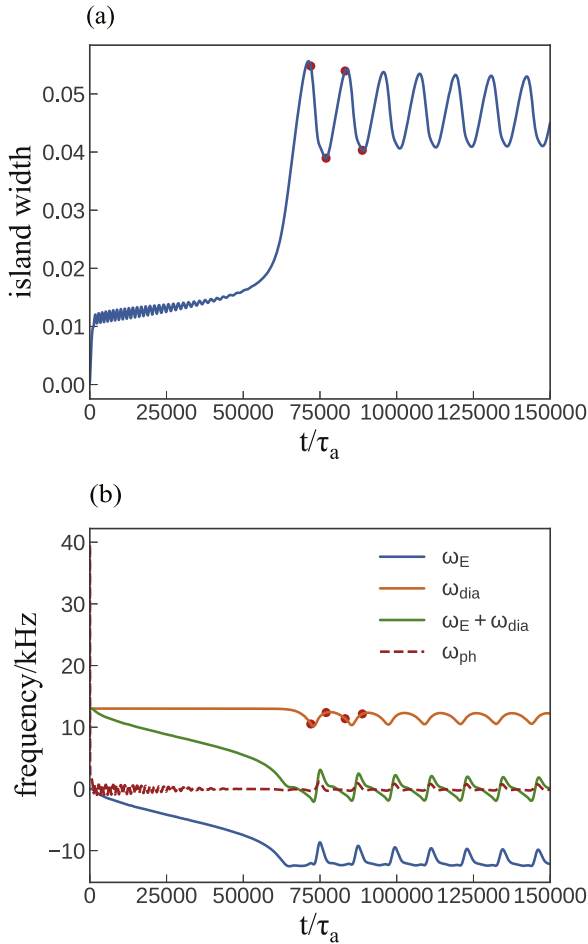 (a)
island width
0.05
0.04
0.03
0.02
0.01
0.00
0 25000 50000 75000 100000 125000 150000
t/τa
(b)
frequency/kHz
40
30
20
10
0
−10
ωE
ωdia
ωE + ωdia
ωph
0 25000 50000 75000 100000 125000 150000
t/τa